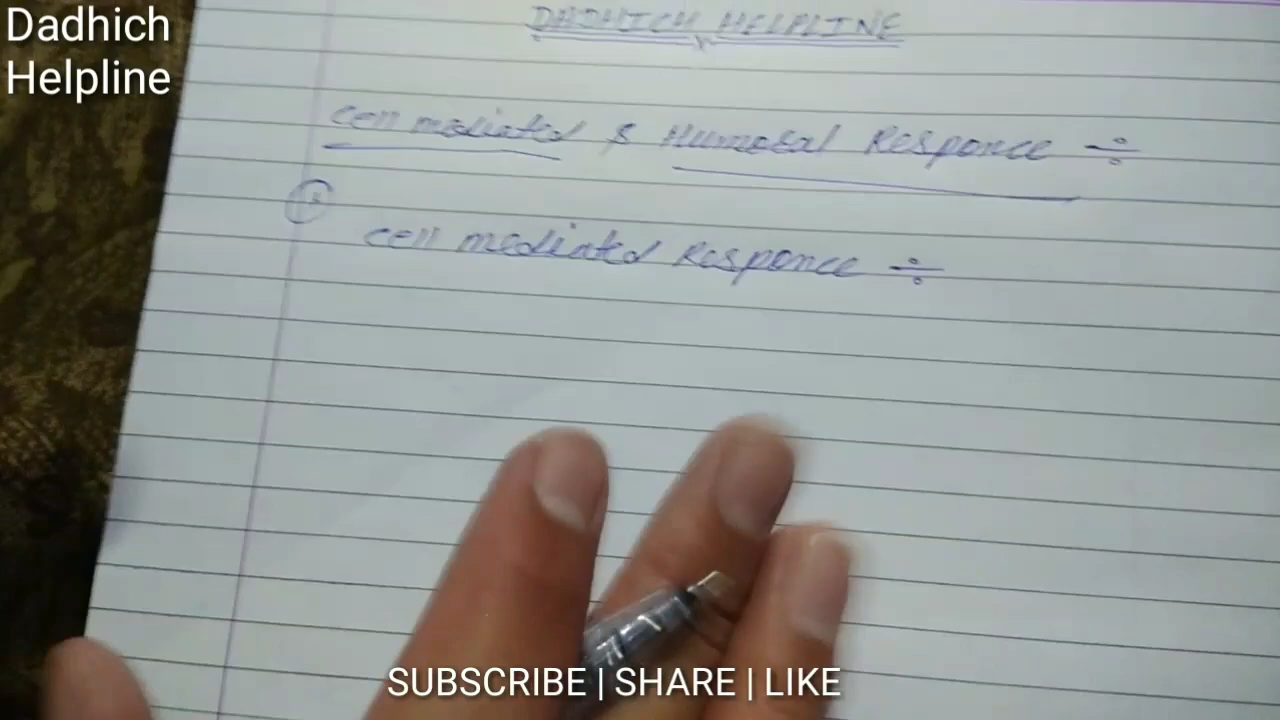 Dadhich
Helpline
DADHICH HELPLINE
cell mediated & Humoral Responce ÷
cell mediated Responce ÷
SUBSCRIBE | SHARE | LIKE